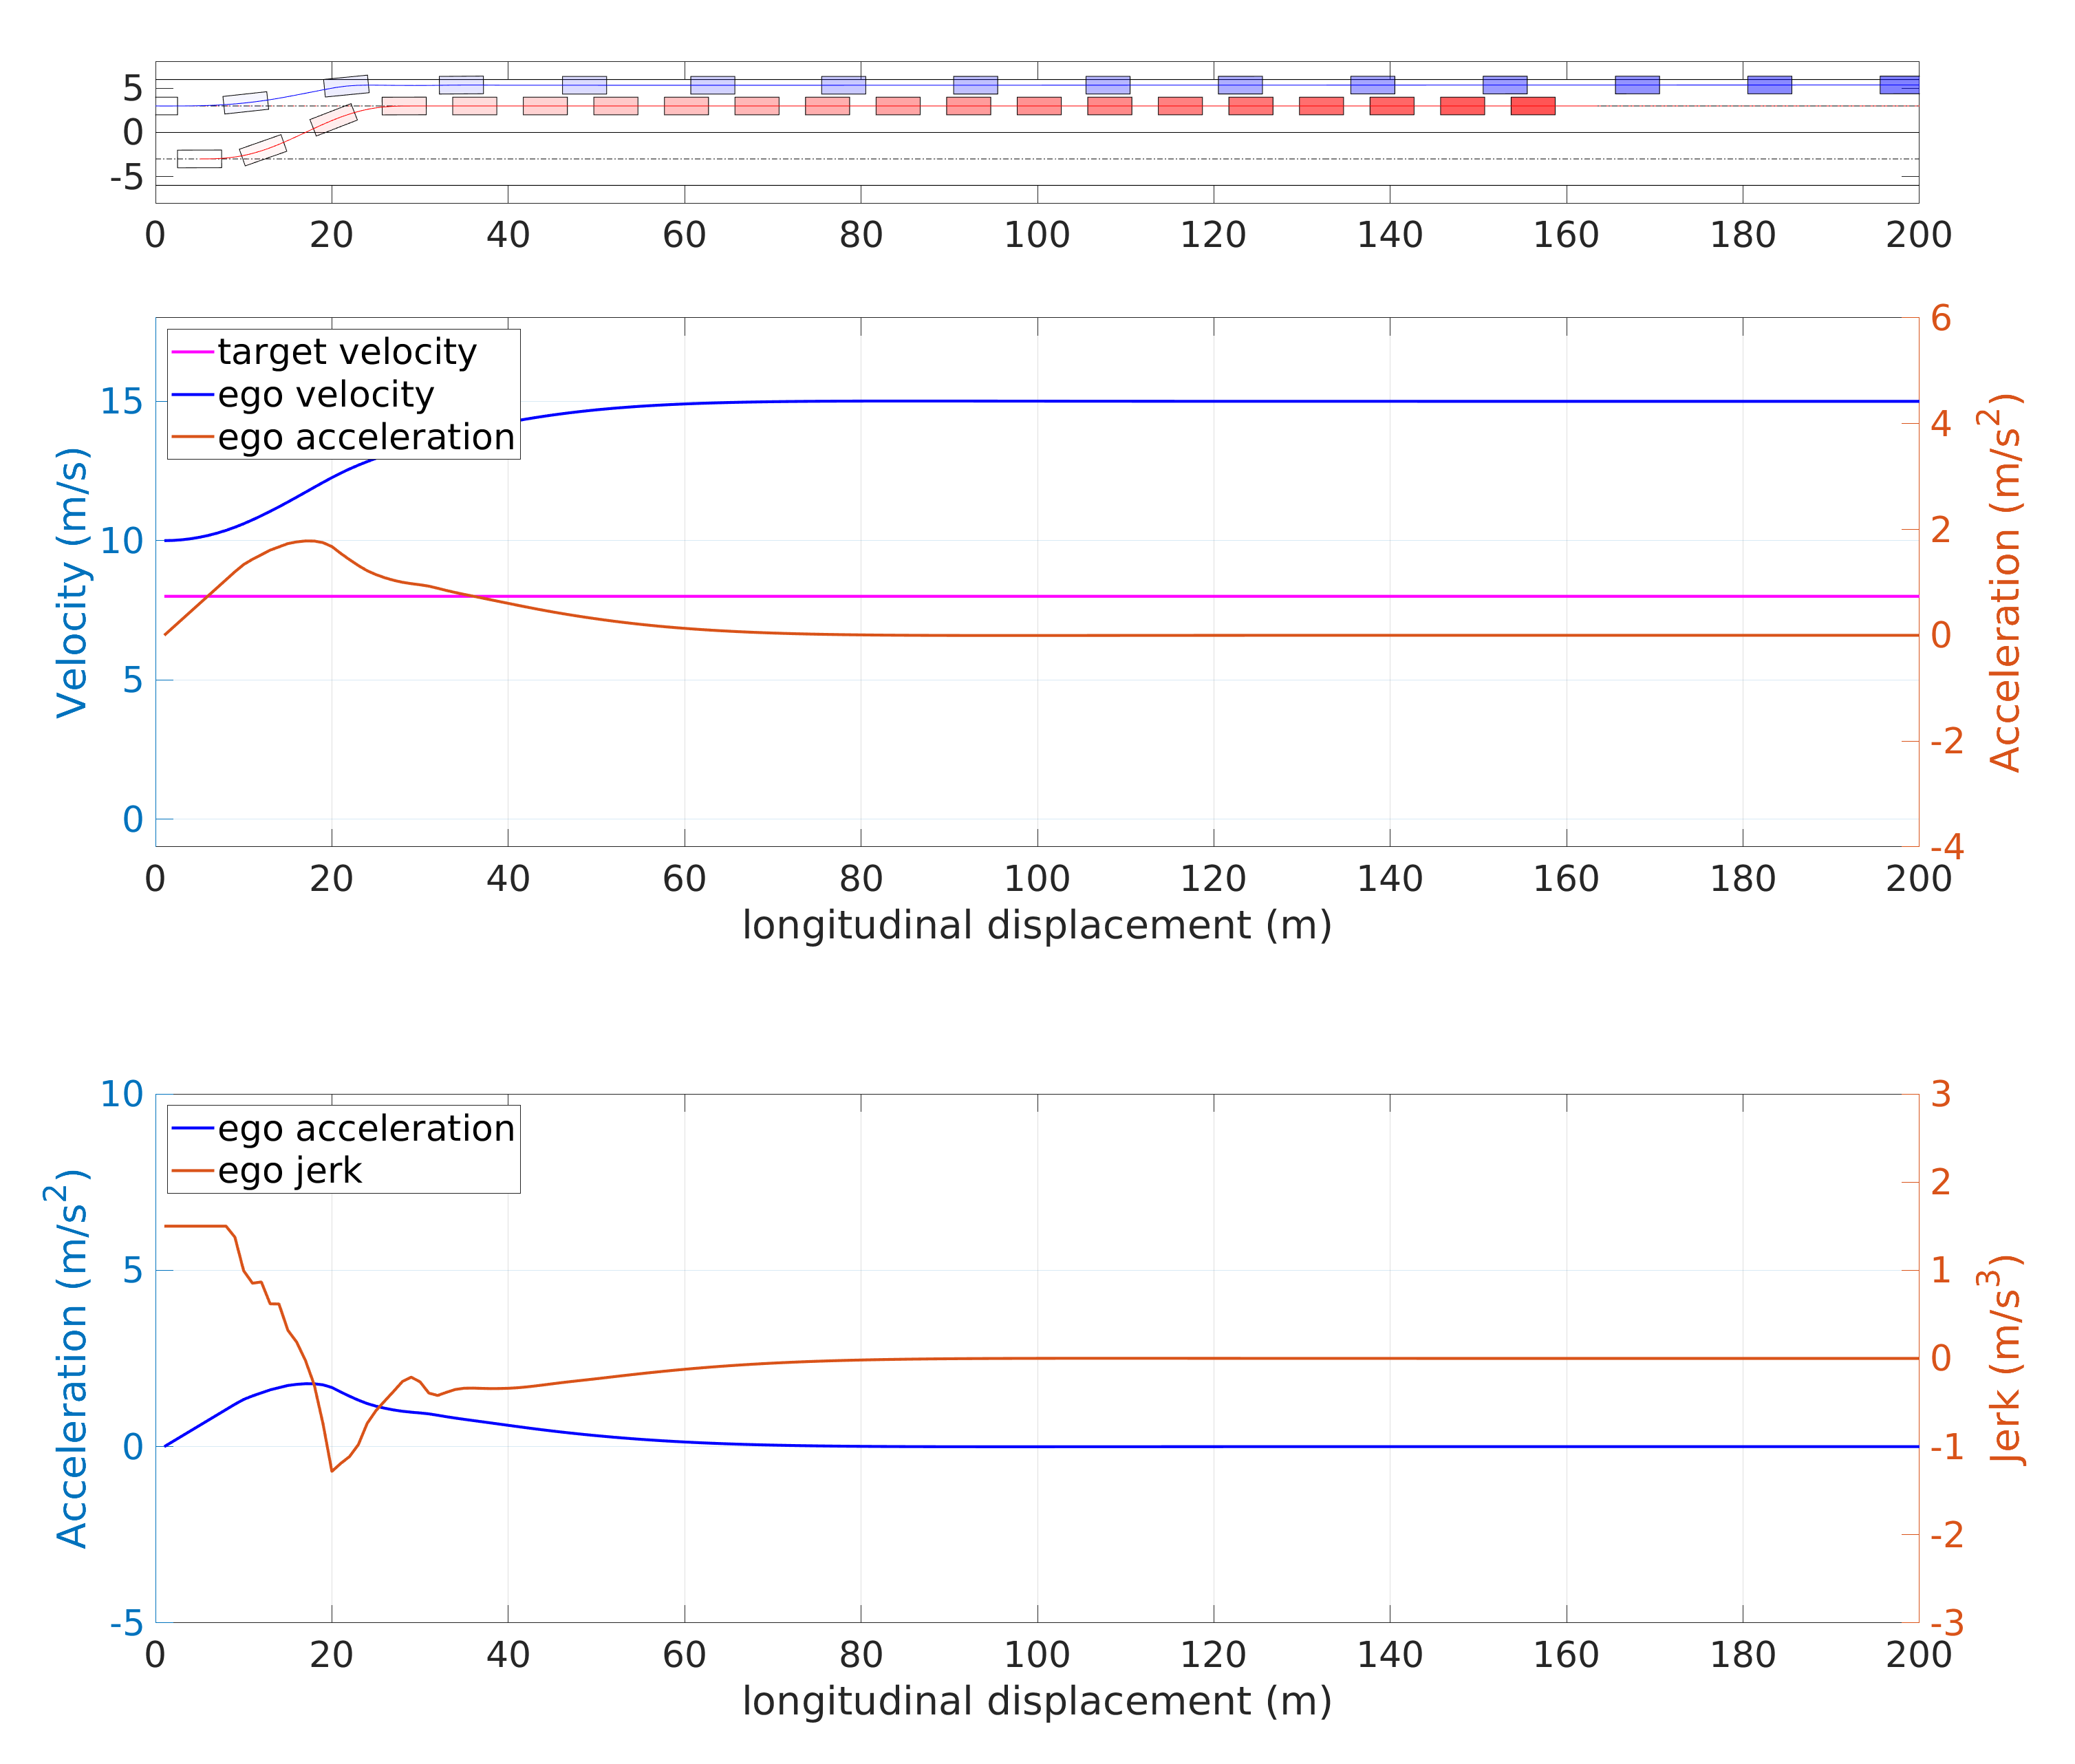 5
0
-5
0 20 40 60 80 100 120 140 160 180 200
target velocity
ego velocity
ego acceleration
Velocity (m/s)
15
10
5
0
6
4
2
0
-2
-4
Acceleration (m/s²)
0 20 40 60 80 100 120 140 160 180 200
longitudinal displacement (m)
ego acceleration
ego jerk
Acceleration (m/s²)
10
5
0
-5
3
2
1
0
-1
-2
-3
Jerk (m/s³)
0 20 40 60 80 100 120 140 160 180 200
longitudinal displacement (m)